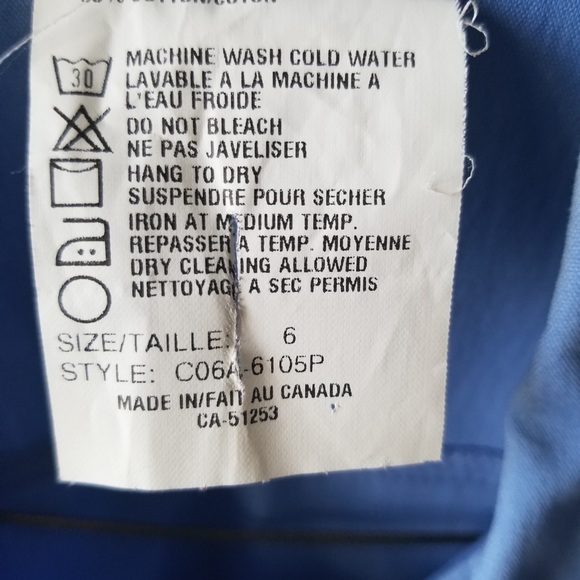 30
MACHINE WASH COLD WATER
LAVABLE A LA MACHINE A
L'EAU FROIDE
DO NOT BLEACH
NE PAS JAVELISER
HANG TO DRY
SUSPENDRE POUR SECHER
IRON AT MEDIUM TEMP.
REPASSER A TEMP. MOYENNE
DRY CLEANING ALLOWED
NETTOYAGE A SEC PERMIS
SIZE/TAILLE: 6
STYLE: C06A-6105P
MADE IN/FAIT AU CANADA
CA-51253